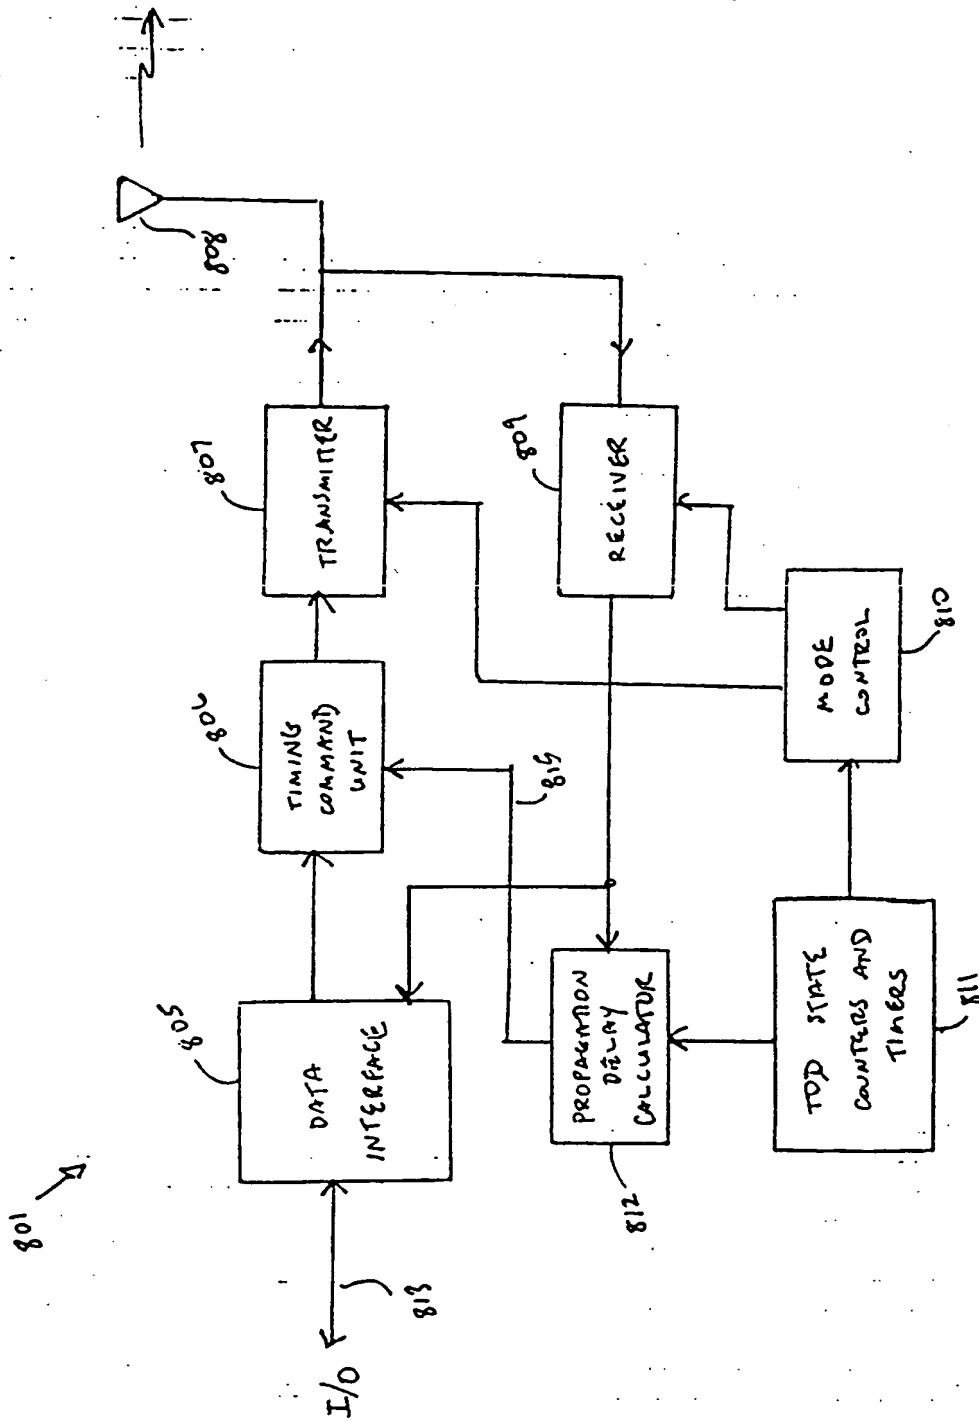 801
I/O
813
805
DATA
INTERFACE
806
TIMING
COMMAND
UNIT
807
TRANSMITTER
808
815
812
PROPAGATION
DELAY
CALCULATOR
809
RECEIVER
TOD STATE
COUNTERS AND
TIMERS
811
MODE
CONTROL
810